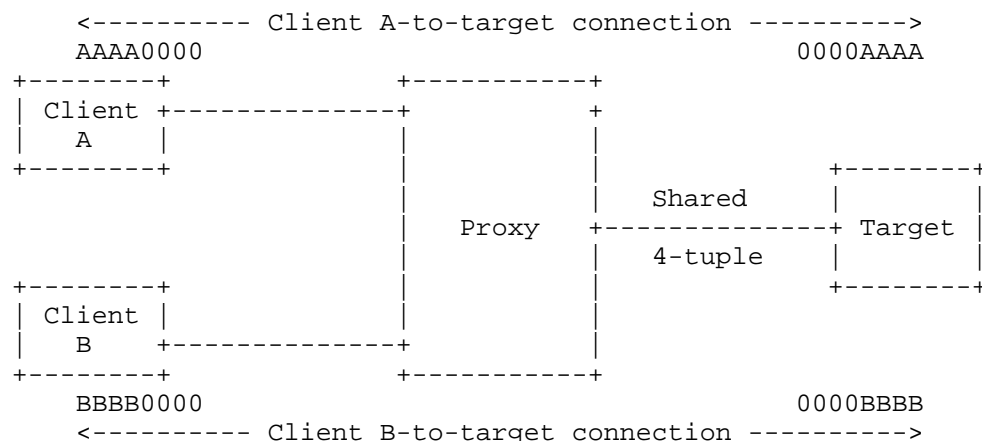 <---------- Client A-to-target connection ---------->
AAAA0000 0000AAAA
Client
A
Shared
Proxy Target
4-tuple
Client
B
BBBB0000 0000BBBB
<---------- Client B-to-target connection ---------->